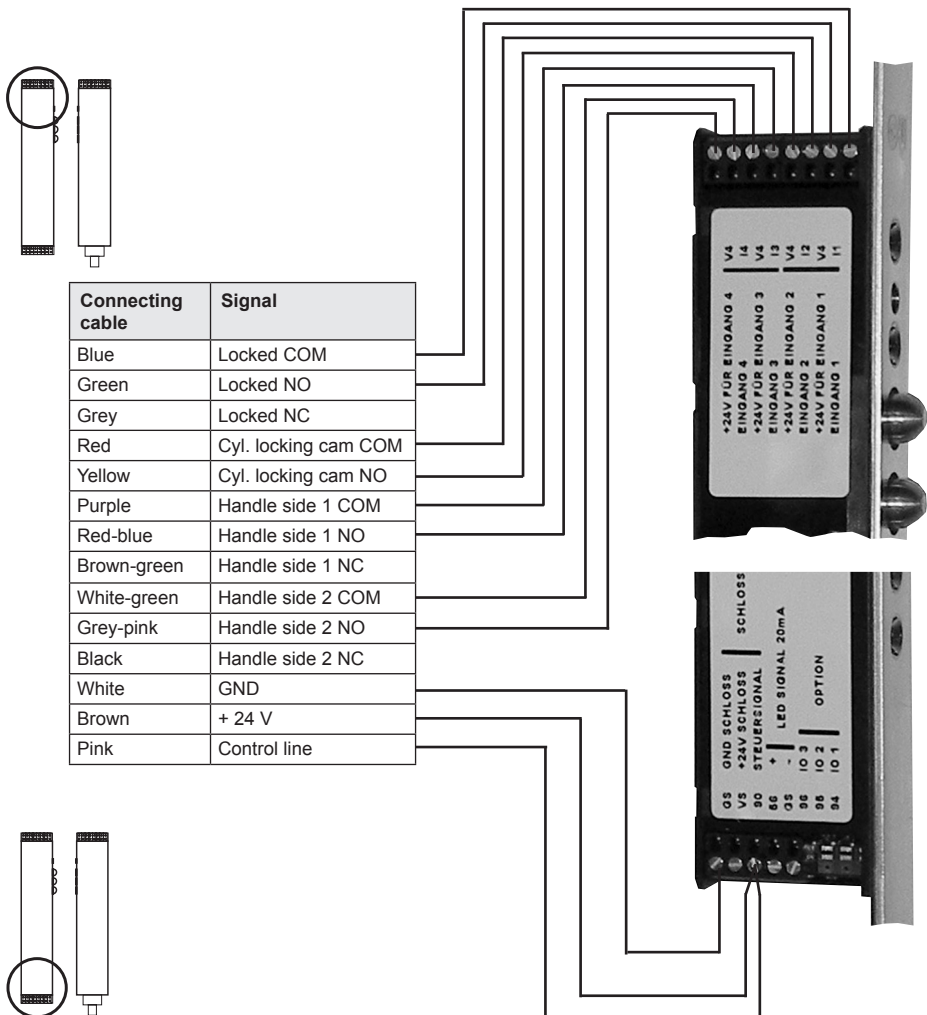 Connecting cable Signal
Blue Locked COM
Green Locked NO
Grey Locked NC
Red Cyl. locking cam COM
Yellow Cyl. locking cam NO
Purple Handle side 1 COM
Red-blue Handle side 1 NO
Brown-green Handle side 1 NC
White-green Handle side 2 COM
Grey-pink Handle side 2 NO
Black Handle side 2 NC
White GND
Brown + 24 V
Pink Control line
+24V FÜR EINGANG 4 V4
EINGANG 4 I4
+24V FÜR EINGANG 3 V4
EINGANG 3 I3
+24V FÜR EINGANG 2 V4
EINGANG 2 I2
+24V FÜR EINGANG 1 V4
EINGANG 1 I1
GS GND SCHLOSS
VS +24V SCHLOSS
SCHLOSS
90 STEUERSIGNAL
56 +
LED SIGNAL 20mA
GS -
96 IO 3
95 IO 2
OPTION
94 IO 1